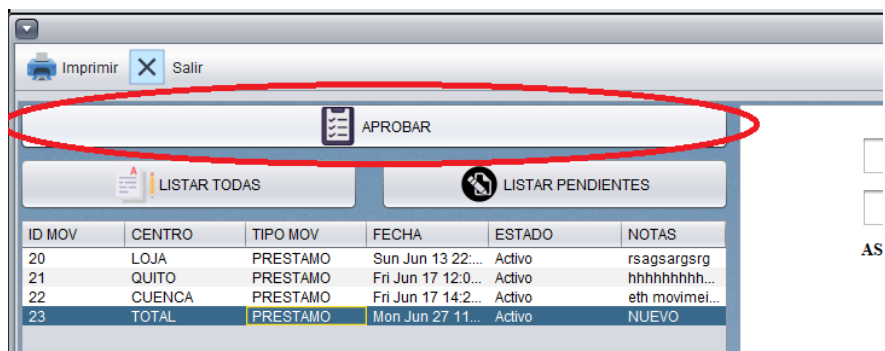 Imprimir Salir
APROBAR
LISTAR TODAS LISTAR PENDIENTES
ID MOV CENTRO TIPO MOV FECHA ESTADO NOTAS
20 LOJA PRESTAMO Sun Jun 13 22:... Activo rsagsargsrg
21 QUITO PRESTAMO Fri Jun 17 12:0... Activo hhhhhhhhh...
22 CUENCA PRESTAMO Fri Jun 17 14:2... Activo eth movimei...
23 TOTAL PRESTAMO Mon Jun 27 11... Activo NUEVO
AS